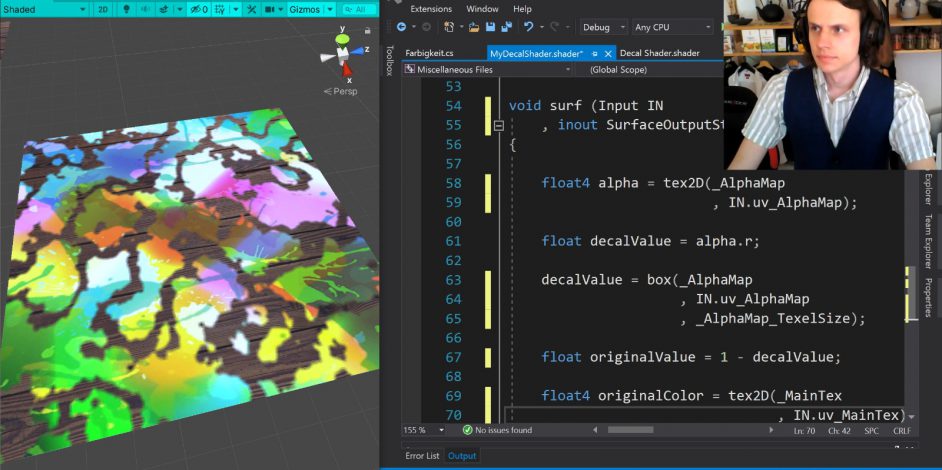 Shaded 2D 0 Gizmos All
y
z
x
< Persp
Extensions Window Help
Debug Any CPU
Toolbox
Farbigkeit.cs MyDecalShader.shader* Decal Shader.shader
Miscellaneous Files (Global Scope)
53
54 void surf (Input IN
55 , inout SurfaceOutputSt
56 {
57
58 float4 alpha = tex2D(_AlphaMap
59 , IN.uv_AlphaMap);
60
61 float decalValue = alpha.r;
62
63 decalValue = box(_AlphaMap
64 , IN.uv_AlphaMap
65 , _AlphaMap_TexelSize);
66
67 float originalValue = 1 - decalValue;
68
69 float4 originalColor = tex2D(_MainTex
70 , IN.uv_MainTex)
Explorer
Team Explorer
Properties
155 % No issues found Ln: 70 Ch: 42 SPC CRLF
Error List Output